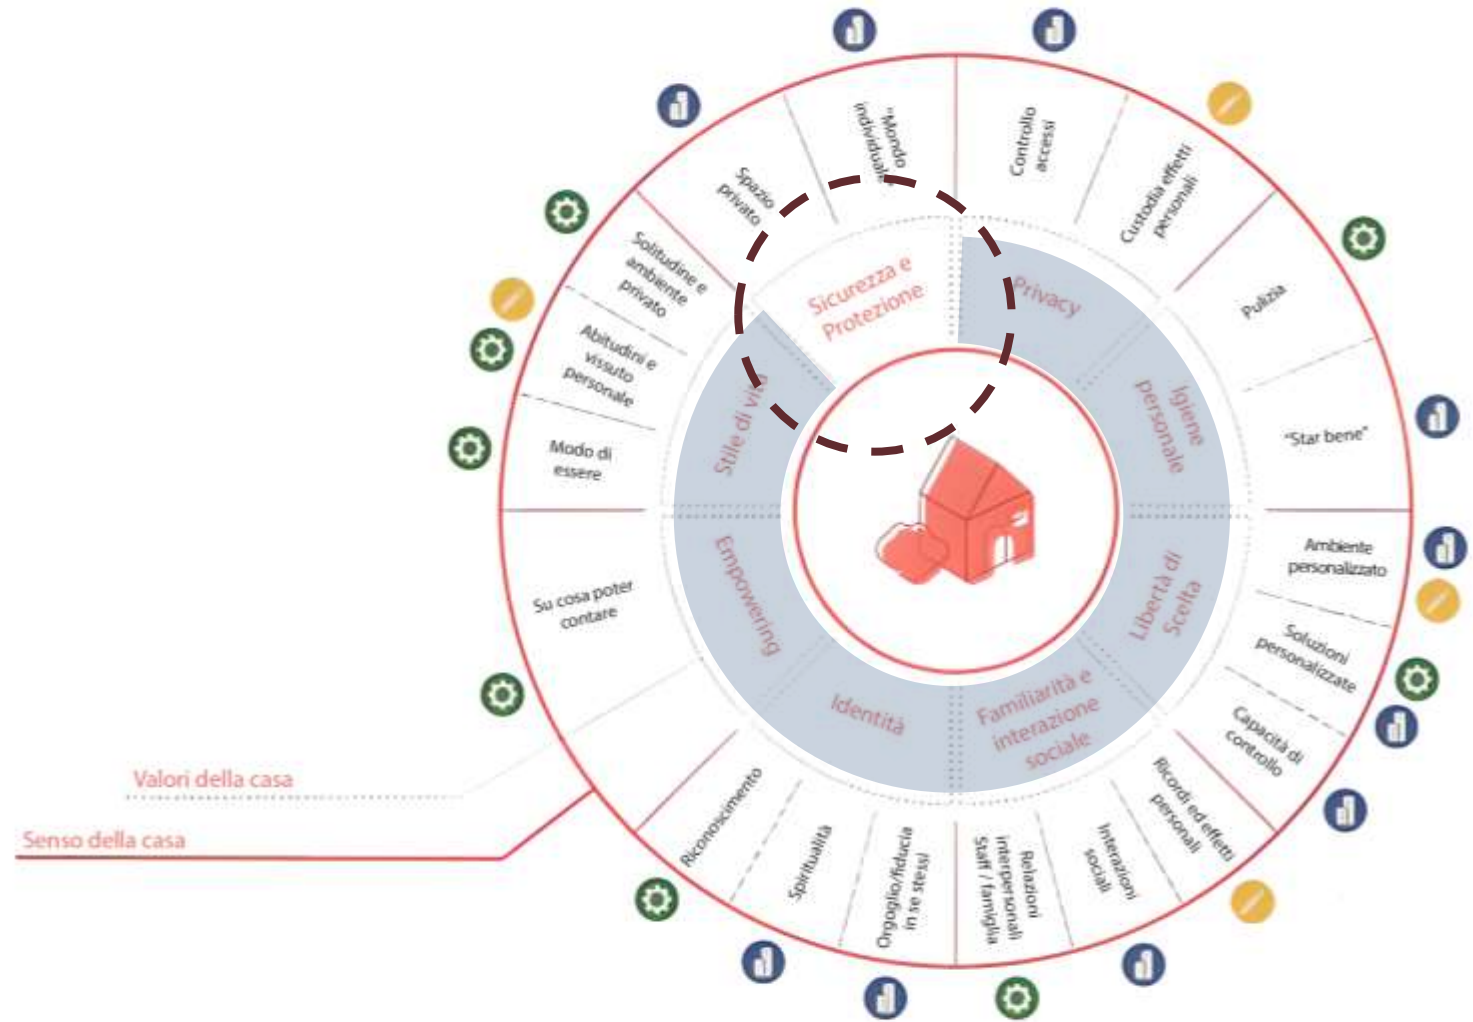 "Mondo
individuale"
Controllo
accessi
Custodia effetti
personali
Pulizia
"Star bene"
Ambiente
personalizzato
Soluzioni
personalizzate
Capacità di
controllo
Ricordi ed effetti
personali
Interazioni
sociali
Relazioni
interpersonali
Staff / famiglia
Orgoglio/fiducia
in se stessi
Spiritualità
Riconoscimento
Su cosa poter
contare
Modo di
essere
Abitudini e
vissuto
personale
Solitudine e
ambiente
privato
Spazio
privato
Sicurezza e
Protezione
Privacy
Igiene
personale
Libertà di
Scelta
Familiarità e
interazione
sociale
Identità
Empowering
Stile di vita
Valori della casa
Senso della casa